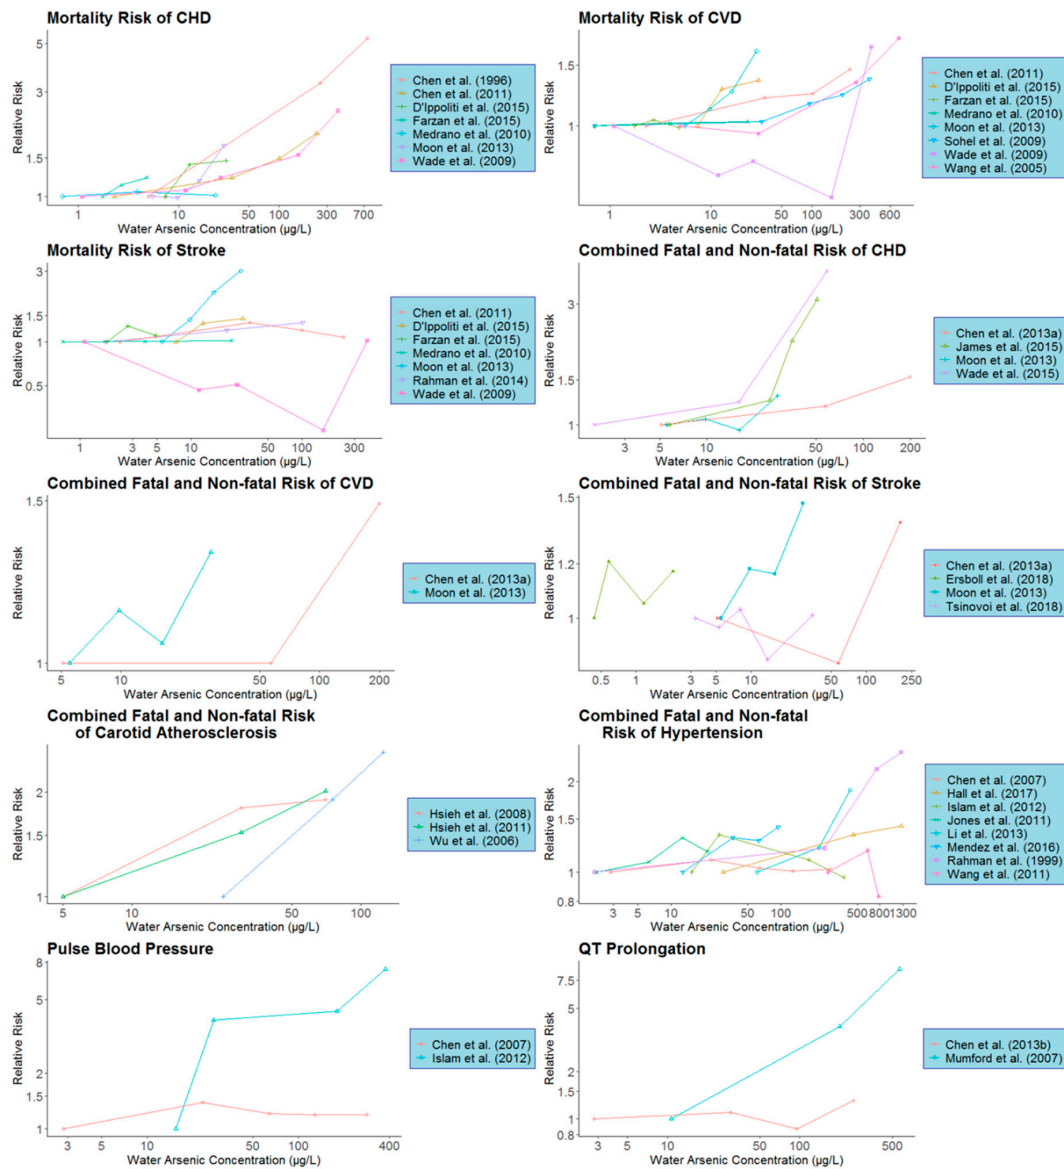 Mortality Risk of CHD
Relative Risk
5
3
1.5
1
1
10
100
300
700
Water Arsenic Concentration (µg/L)
Chen et al. (1996)
Chen et al. (2011)
D'Ippoliti et al. (2015)
Farzan et al. (2015)
Medrano et al. (2010)
Moon et al. (2013)
Wade et al. (2009)
Mortality Risk of CVD
Relative Risk
1.5
1
1
10
50
100
300
600
Water Arsenic Concentration (µg/L)
Chen et al. (2011)
D'Ippoliti et al. (2015)
Farzan et al. (2015)
Medrano et al. (2010)
Moon et al. (2013)
Sohel et al. (2009)
Wade et al. (2009)
Wang et al. (2005)
Mortality Risk of Stroke
Relative Risk
3
1.5
1
0.5
1
3
5
10
50
100
300
Water Arsenic Concentration (µg/L)
Chen et al. (2011)
D'Ippoliti et al. (2015)
Farzan et al. (2015)
Medrano et al. (2010)
Moon et al. (2013)
Rahman et al. (2014)
Wade et al. (2009)
Combined Fatal and Non-fatal Risk of CHD
Relative Risk
3
1.5
1
3
5
10
50
100
200
Water Arsenic Concentration (µg/L)
Chen et al. (2013a)
James et al. (2015)
Moon et al. (2013)
Wade et al. (2015)
Combined Fatal and Non-fatal Risk of CVD
Relative Risk
1.5
1
5
10
50
100
200
Water Arsenic Concentration (µg/L)
Chen et al. (2013a)
Moon et al. (2013)
Combined Fatal and Non-fatal Risk of Stroke
Relative Risk
1.5
1.2
1
0.5
1
3
5
10
50
100
250
Water Arsenic Concentration (µg/L)
Chen et al. (2013a)
Ersboll et al. (2018)
Moon et al. (2013)
Tsinovoi et al. (2018)
Combined Fatal and Non-fatal Risk
of Carotid Atherosclerosis
Relative Risk
2
1.5
1
5
10
50
100
Water Arsenic Concentration (µg/L)
Hsieh et al. (2008)
Hsieh et al. (2011)
Wu et al. (2006)
Combined Fatal and Non-fatal
Risk of Hypertension
Relative Risk
2
1.5
1
0.8
3
5
10
50
100
500
800
1300
Water Arsenic Concentration (µg/L)
Chen et al. (2007)
Hall et al. (2017)
Islam et al. (2012)
Jones et al. (2011)
Li et al. (2013)
Mendez et al. (2016)
Rahman et al. (1999)
Wang et al. (2011)
Pulse Blood Pressure
Relative Risk
8
5
2
1.5
1
3
5
10
50
100
400
Water Arsenic Concentration (µg/L)
Chen et al. (2007)
Islam et al. (2012)
QT Prolongation
Relative Risk
7.5
5
2
1.5
1
0.8
3
5
10
50
100
500
Water Arsenic Concentration (µg/L)
Chen et al. (2013b)
Mumford et al. (2007)